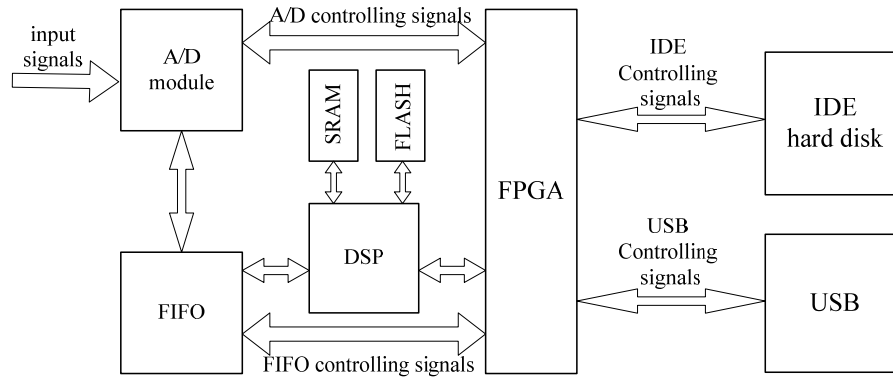 input
signals
A/D
module
A/D controlling signals
SRAM
FLASH
FPGA
IDE
Controlling
signals
IDE
hard disk
DSP
FIFO
FIFO controlling signals
USB
Controlling
signals
USB